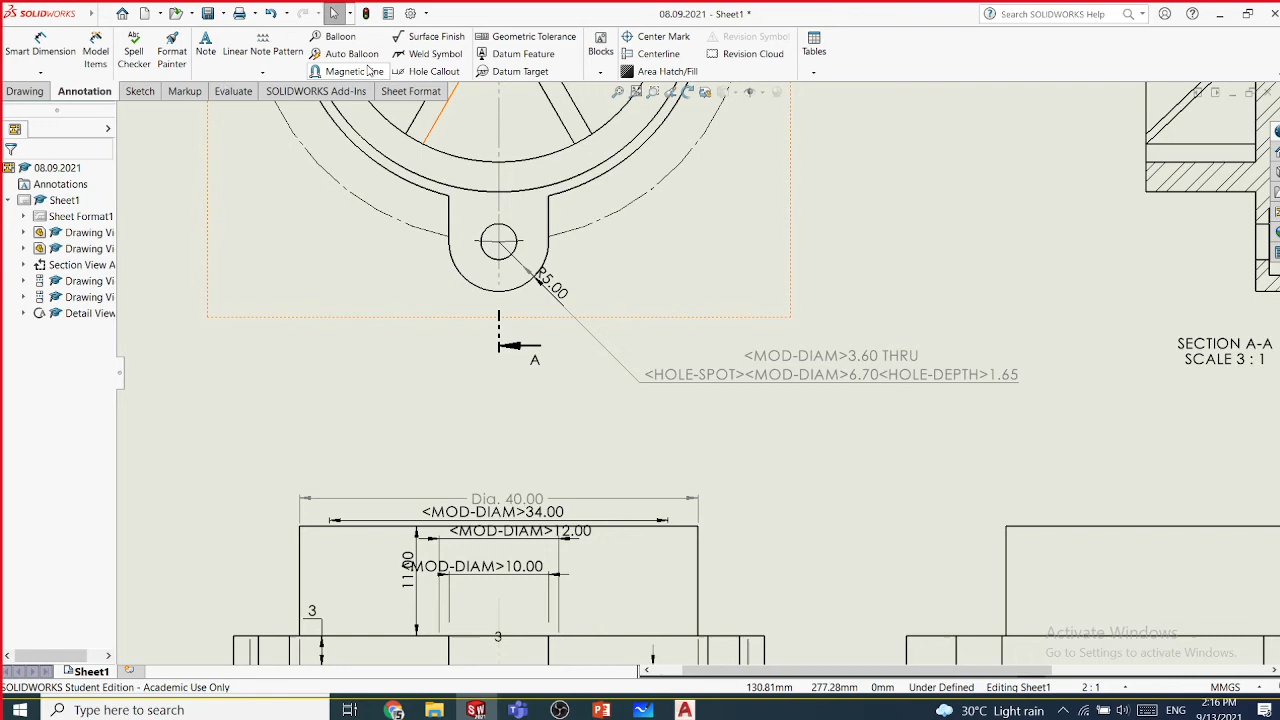 SOLIDWORKS
08.09.2021 - Sheet1 *
Search SOLIDWORKS Help
Smart Dimension
Model Items
Spell Checker
Format Painter
Note
Linear Note Pattern
Balloon
Auto Balloon
Magnetic Line
Surface Finish
Weld Symbol
Hole Callout
Geometric Tolerance
Datum Feature
Datum Target
Blocks
Center Mark
Centerline
Area Hatch/Fill
Revision Symbol
Revision Cloud
Tables
Drawing
Annotation
Sketch
Markup
Evaluate
SOLIDWORKS Add-Ins
Sheet Format
08.09.2021
Annotations
Sheet1
Sheet Format1
Drawing Vi
Drawing Vi
Section View A
Drawing Vi
Drawing Vi
Detail View
R5.00
A
<MOD-DIAM>3.60 THRU
<HOLE-SPOT><MOD-DIAM>6.70<HOLE-DEPTH>1.65
SECTION A-A
SCALE 3 : 1
Dia. 40.00
<MOD-DIAM>34.00
<MOD-DIAM>12.00
<MOD-DIAM>10.00
11.00
3
3
Activate Windows
Go to Settings to activate Windows.
Sheet1
SOLIDWORKS Student Edition - Academic Use Only
130.81mm
277.28mm
0mm
Under Defined
Editing Sheet1
2 : 1
MMGS
Type here to search
30°C Light rain
ENG
2:16 PM
9/13/2021